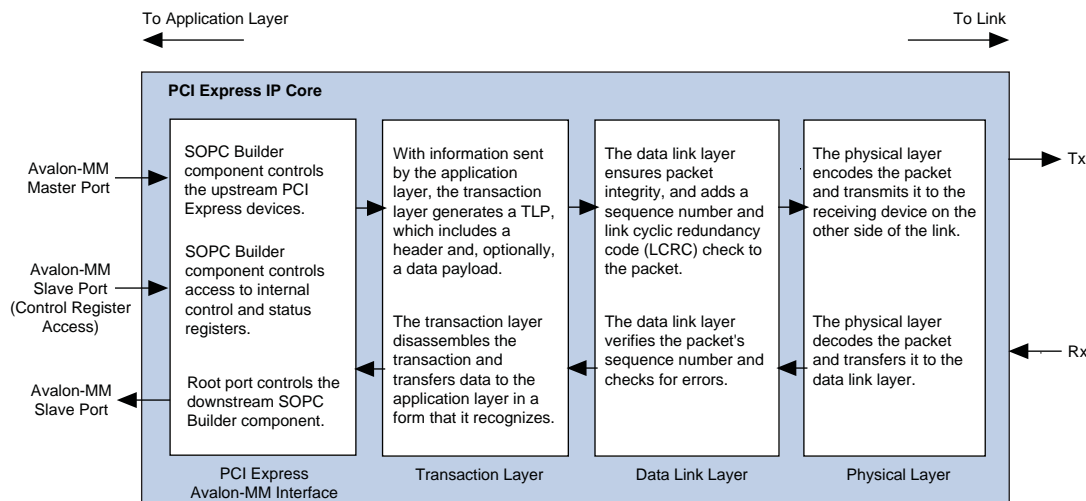 To Application Layer
To Link
PCI Express IP Core
Avalon-MM
Master Port
Avalon-MM
Slave Port
(Control Register
Access)
Avalon-MM
Slave Port
SOPC Builder
component controls
the upstream PCI
Express devices.
SOPC Builder
component controls
access to internal
control and status
registers.
Root port controls the
downstream SOPC
Builder component.
PCI Express
Avalon-MM Interface
With information sent
by the application
layer, the transaction
layer generates a TLP,
which includes a
header and, optionally,
a data payload.
The transaction layer
disassembles the
transaction and
transfers data to the
application layer in a
form that it recognizes.
Transaction Layer
The data link layer
ensures packet
integrity, and adds a
sequence number and
link cyclic redundancy
code (LCRC) check to
the packet.
The data link layer
verifies the packet's
sequence number and
checks for errors.
Data Link Layer
The physical layer
encodes the packet
and transmits it to the
receiving device on the
other side of the link.
The physical layer
decodes the packet
and transfers it to the
data link layer.
Physical Layer
Tx
Rx